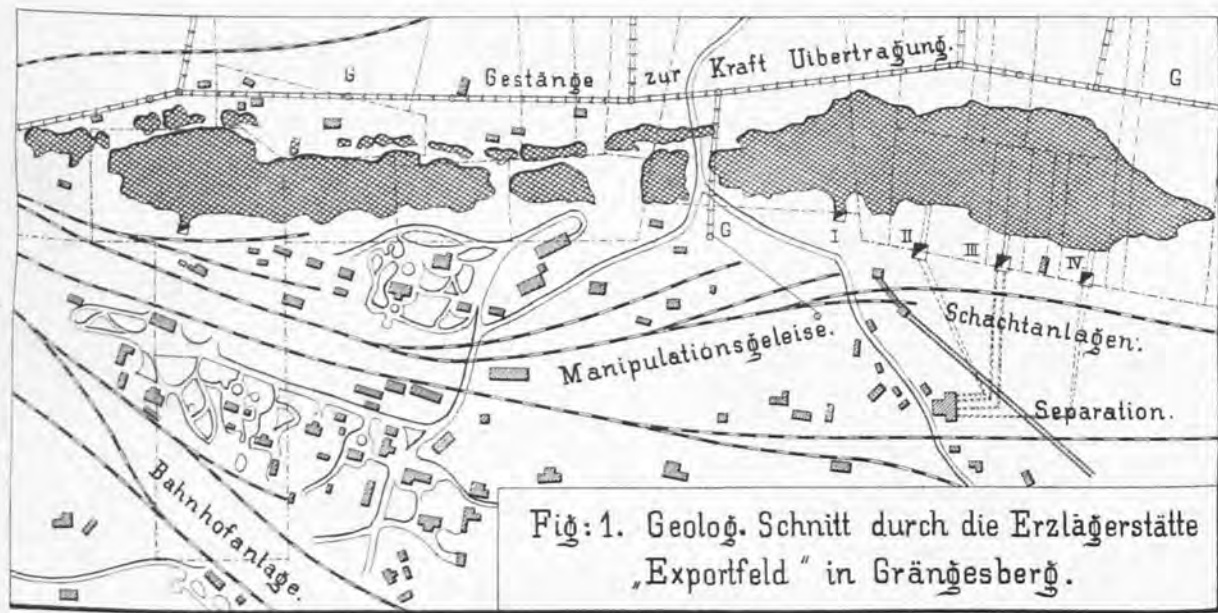 G Gestänge zur Kraft Uibertragung. G
G
I II III IV
Schachtanlagen.
Manipulationsgeleise.
Separation.
Bahnhofanlage.
Fig: 1. Geolog. Schnitt durch die Erzlagerstätte
„Exportfeld" in Grängesberg.